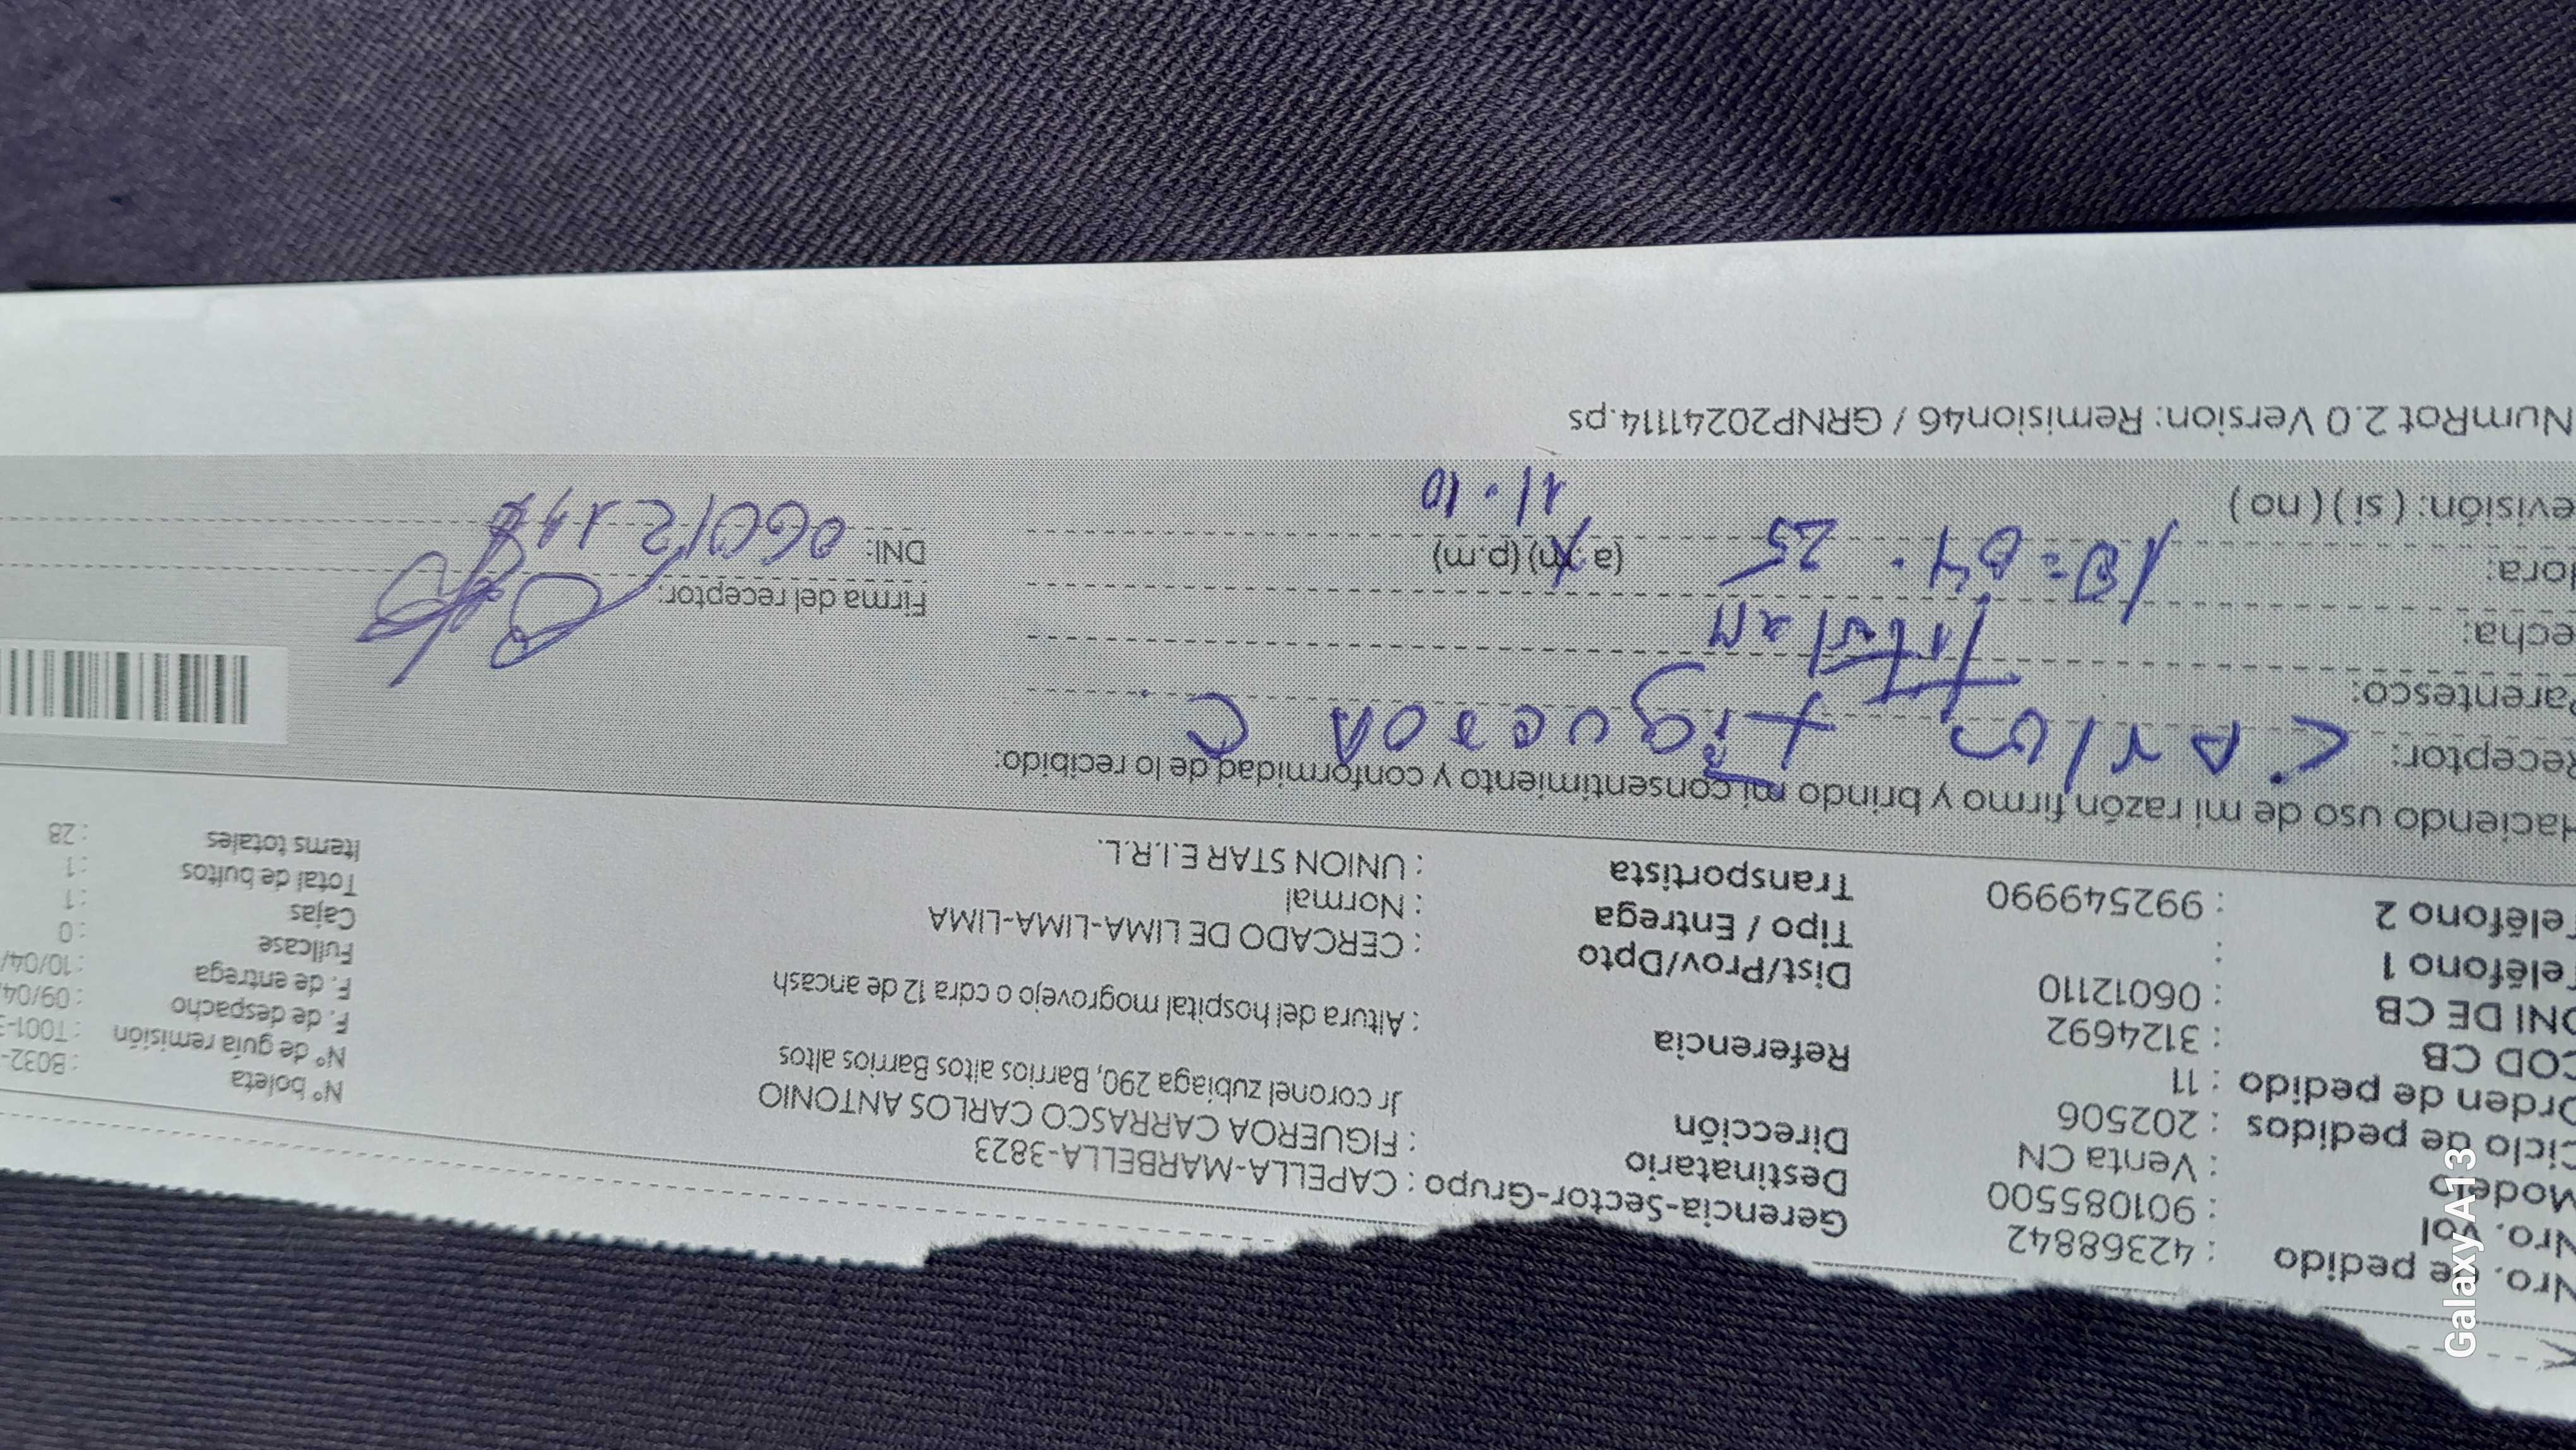 Nro. de pedido : 42368842
Nro. Vol : 901085500
Modelo : Venta CN
Ciclo de pedidos : 202506
Orden de pedido : 11
COD CB : 3124692
DNI DE CB : 06012110
Teléfono 1 :
Teléfono 2 : 992549990
Gerencia-Sector-Grupo : CAPELLA-MARBELLA-3823
Destinatario : FIGUEROA CARRASCO CARLOS ANTONIO
Dirección Jr coronel zubiaga 290, Barrios altos Barrios altos
Referencia : Altura del hospital mogrovejo o cdra 12 de ancash
Dist/Prov/Dpto : CERCADO DE LIMA-LIMA-LIMA
Tipo / Entrega : Normal
Transportista : UNION STAR E.I.R.L.
N° boleta : B032-
N° de guía remisión : T001-
F. de despacho : 09/04/
F. de entrega : 10/04/
Fullcase : 0
Cajas : 1
Total de bultos : 1
Items totales : 28
Haciendo uso de mi razón firmo y brindo mi consentimiento y conformidad de lo recibido:
Receptor: Figueroa C.
Parentesco: Titular
Fecha: 25
Hora: 11.10 (a.m) (p.m)
evisión: ( si ) ( no )
Firma del receptor:
DNI:
NumRot 2.0 Version: Remision46 / GRNP20241114.ps
Galaxy A13